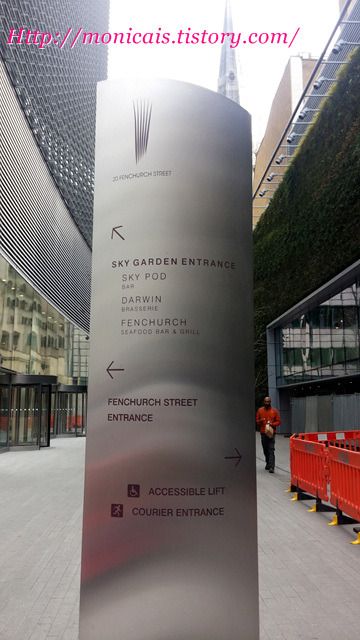 Http://monicais.tistory.com/
20 FENCHURCH STREET
SKY GARDEN ENTRANCE
SKY POD
BAR
DARWIN
BRASSERIE
FENCHURCH
SEAFOOD BAR & GRILL
FENCHURCH STREET
ENTRANCE
ACCESSIBLE LIFT
COURIER ENTRANCE